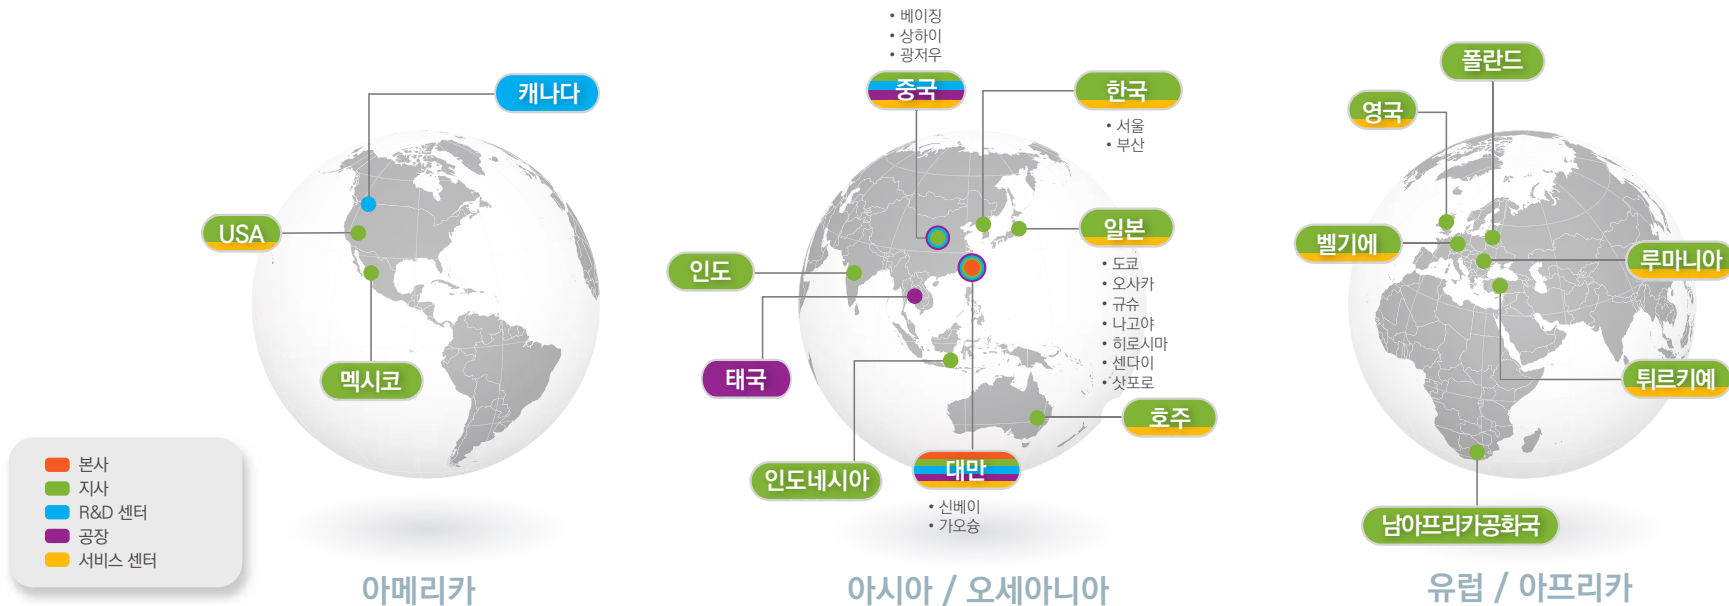 캐나다
USA
멕시코
본사
지사
R&D 센터
공장
서비스 센터
아메리카
• 베이징
• 상하이
• 광저우
중국
한국
• 서울
• 부산
일본
• 도쿄
• 오사카
• 규슈
• 나고야
• 히로시마
• 센다이
• 삿포로
인도
태국
호주
인도네시아
대만
• 신베이
• 가오슝
아시아 / 오세아니아
폴란드
영국
벨기에
루마니아
튀르키예
남아프리카공화국
유럽 / 아프리카